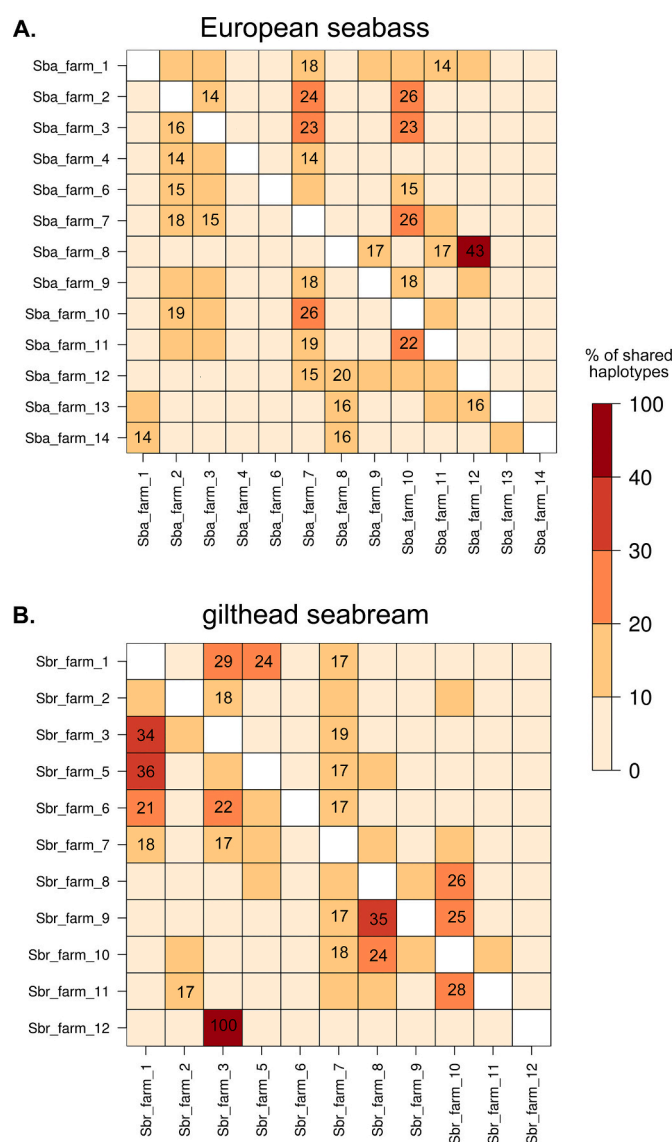 A.
European seabass
Sba_farm_1 18 14
Sba_farm_2 14 24 26
Sba_farm_3 16 23 23
Sba_farm_4 14 14
Sba_farm_6 15 15
Sba_farm_7 18 15 26
Sba_farm_8 17 17 43
Sba_farm_9 18 18
Sba_farm_10 19 26
Sba_farm_11 19 22
Sba_farm_12 15 20
Sba_farm_13 16 16
Sba_farm_14 14 16
Sba_farm_1
Sba_farm_2
Sba_farm_3
Sba_farm_4
Sba_farm_6
Sba_farm_7
Sba_farm_8
Sba_farm_9
Sba_farm_10
Sba_farm_11
Sba_farm_12
Sba_farm_13
Sba_farm_14
% of shared
haplotypes
100
40
30
20
10
0
B.
gilthead seabream
Sbr_farm_1 29 24 17
Sbr_farm_2 18
Sbr_farm_3 34 19
Sbr_farm_5 36 17
Sbr_farm_6 21 22 17
Sbr_farm_7 18 17
Sbr_farm_8 26
Sbr_farm_9 17 35 25
Sbr_farm_10 18 24
Sbr_farm_11 17 28
Sbr_farm_12 100
Sbr_farm_1
Sbr_farm_2
Sbr_farm_3
Sbr_farm_5
Sbr_farm_6
Sbr_farm_7
Sbr_farm_8
Sbr_farm_9
Sbr_farm_10
Sbr_farm_11
Sbr_farm_12